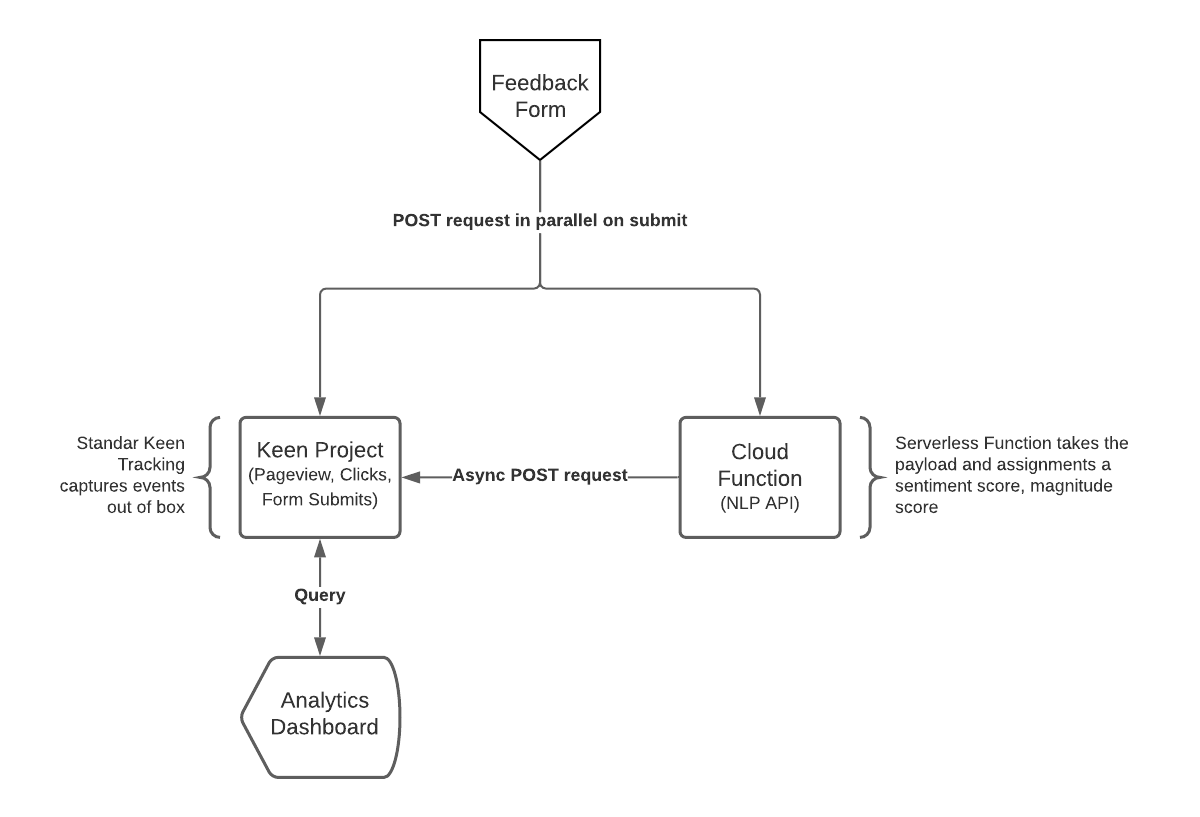 Feedback
Form
POST request in parallel on submit
Standar Keen
Tracking
captures events
out of box
Keen Project
(Pageview, Clicks,
Form Submits)
Async POST request
Cloud
Function
(NLP API)
Serverless Function takes the
payload and assignments a
sentiment score, magnitude
score
Query
Analytics
Dashboard